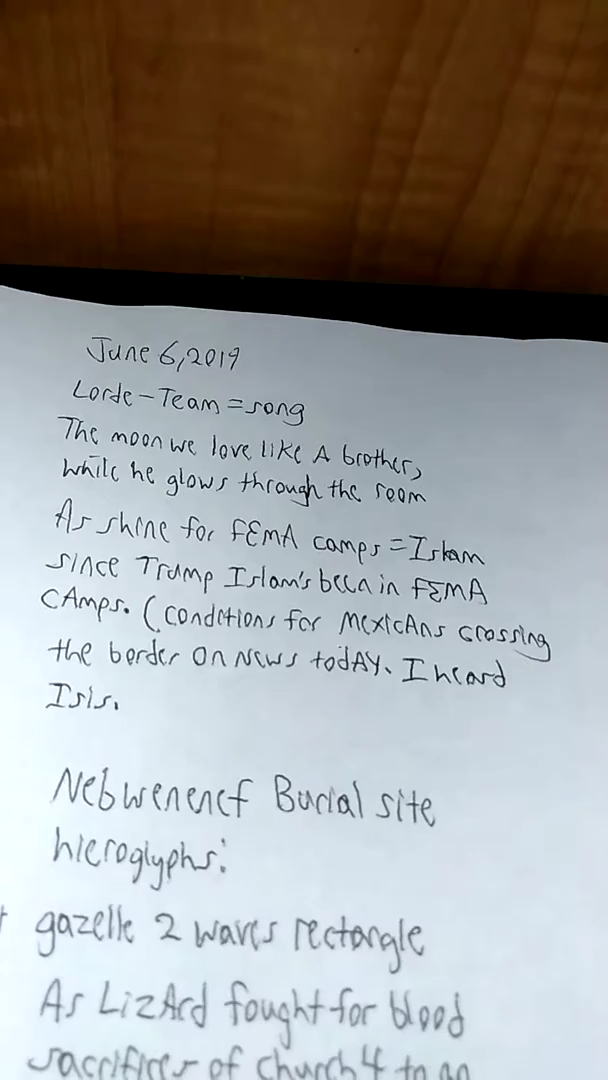 June 6, 2019
Lorde - Team = song
The moon we love like A brother,
while he glows through the room
As shine for FEMA camps = Islam
since Trump Islam's been in FEMA
CAmps. (conditions for MexicANs crossing
the border on News todAY. I heard
Isis.
Nebwenenef Burial site
hieroglyphs:
gazelle 2 waves rectangle
As LizArd fought for blood
sacrifices of church 4 to an